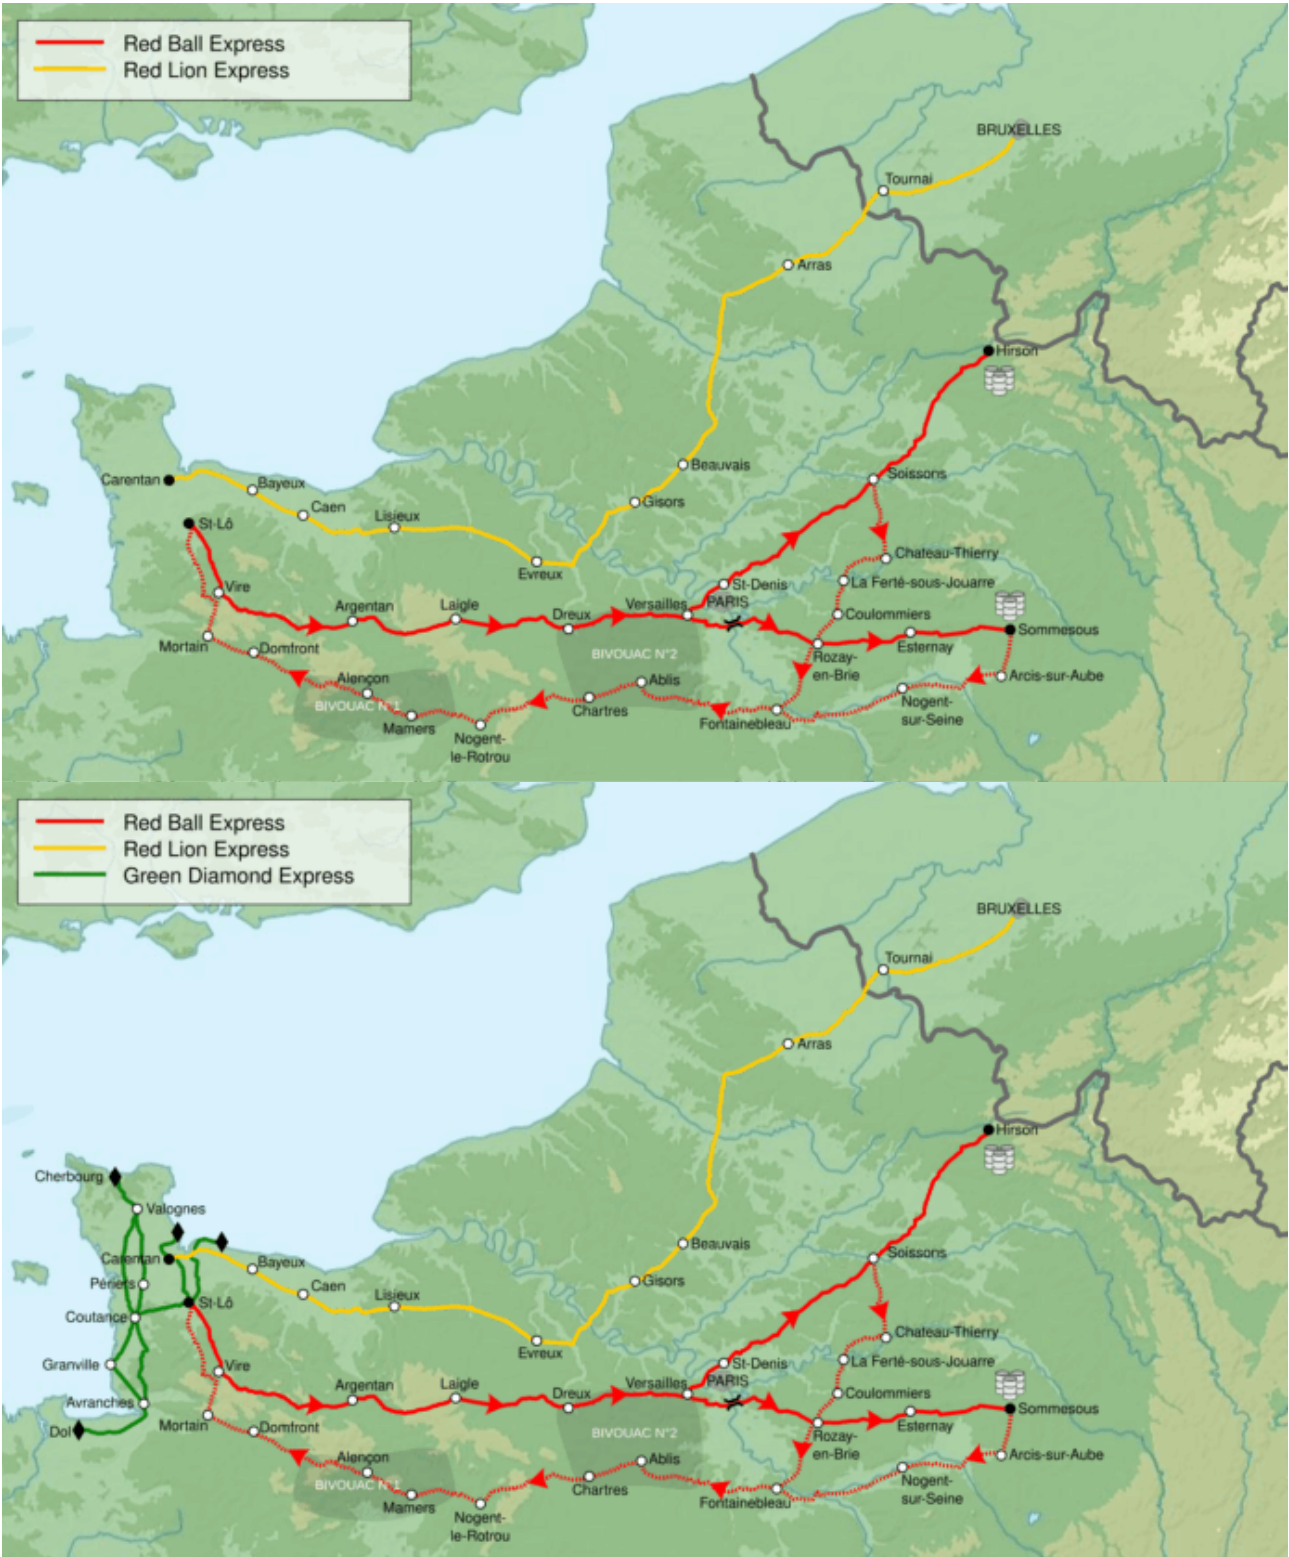 Red Ball Express
Red Lion Express
BRUXELLES
Tournai
Arras
Hirson
Carentan
Bayeux
Beauvais
Soissons
Caen
Lisieux
Gisors
St-Lô
Evreux
Chateau-Thierry
Vire
St-Denis
La Ferté-sous-Jouarre
Argentan
Laigle
Dreux
Versailles
PARIS
Coulommiers
Sommesous
Mortain
Domfront
BIVOUAC N°2
Rozay-
en-Brie
Esternay
Alençon
Ablis
Arcis-sur-Aube
BIVOUAC N°1
Chartres
Fontainebleau
Nogent-
sur-Seine
Mamers
Nogent-
le-Rotrou
Red Ball Express
Red Lion Express
Green Diamond Express
BRUXELLES
Tournai
Arras
Hirson
Cherbourg
Valognes
Carentan
Bayeux
Beauvais
Soissons
Périers
Caen
Lisieux
Gisors
Coutance
St-Lô
Evreux
Chateau-Thierry
Granville
Vire
St-Denis
La Ferté-sous-Jouarre
Avranches
Argentan
Laigle
Dreux
Versailles
PARIS
Coulommiers
Sommesous
Dol
Mortain
Domfront
BIVOUAC N°2
Rozay-
en-Brie
Esternay
Alençon
Ablis
Arcis-sur-Aube
BIVOUAC N°1
Chartres
Fontainebleau
Nogent-
sur-Seine
Mamers
Nogent-
le-Rotrou